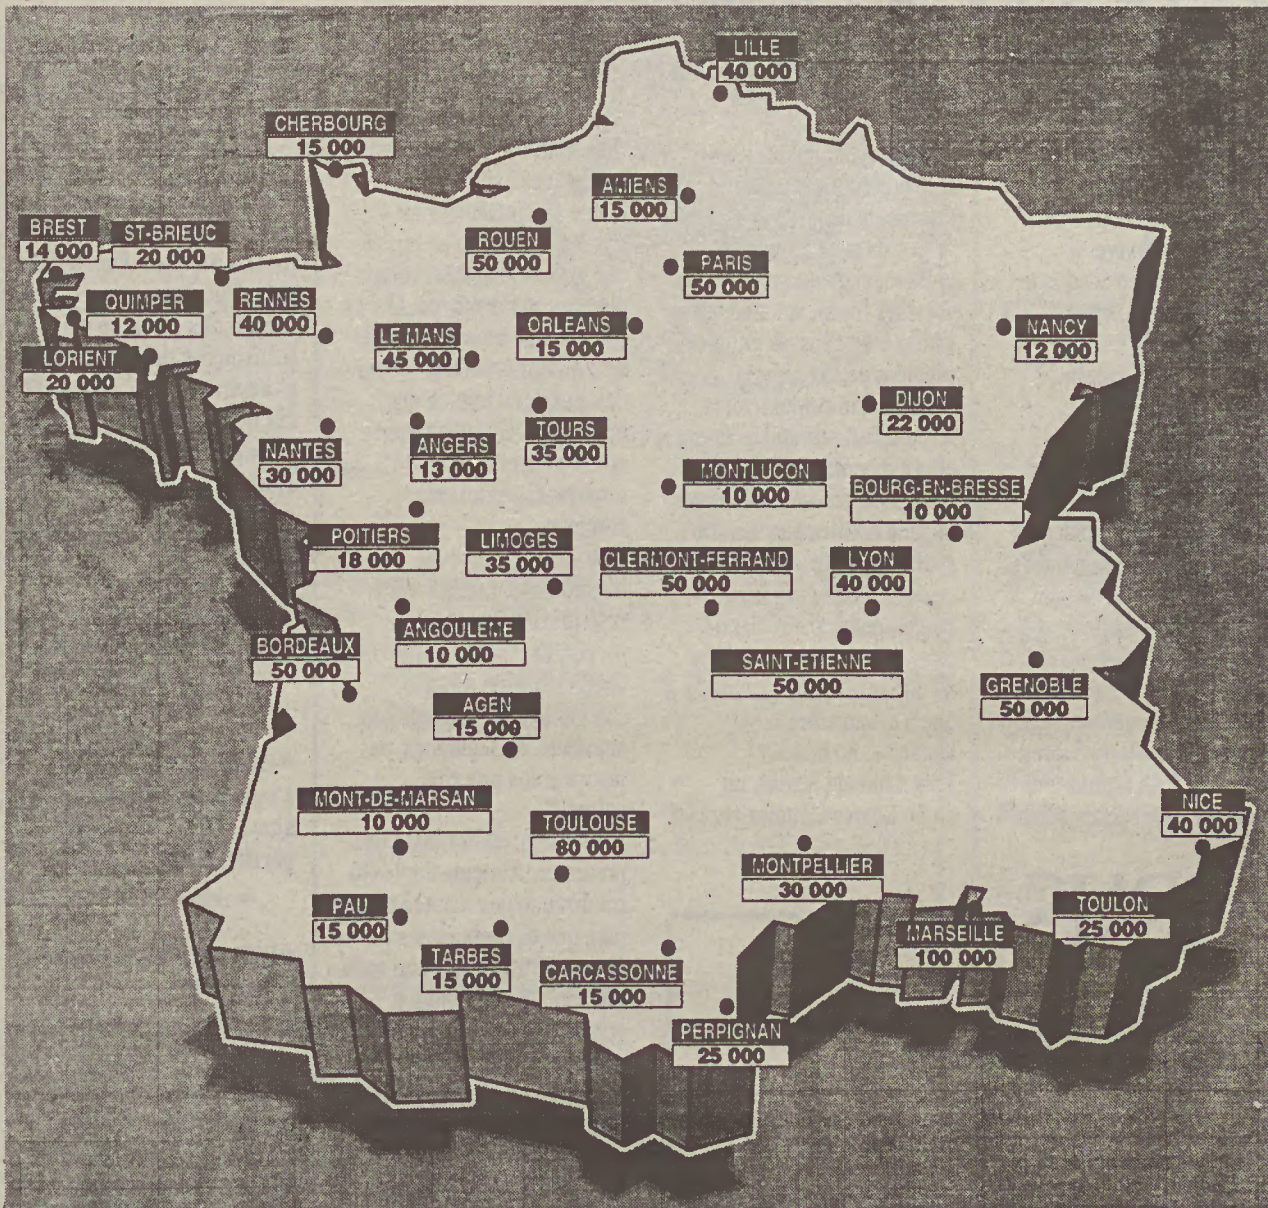 LILLE
40 000
CHERBOURG
15 000
AMIENS
15 000
BREST
14 000
ST-BRIEUC
20 000
ROUEN
50 000
PARIS
50 000
QUIMPER
12 000
RENNES
40 000
LE MANS
45 000
ORLEANS
15 000
NANCY
12 000
LORIENT
20 000
DIJON
22 000
NANTES
30 000
ANGERS
13 000
TOURS
35 000
MONTLUCON
10 000
BOURG-EN-BRESSE
10 000
POITIERS
18 000
LIMOGES
35 000
CLERMONT-FERRAND
50 000
LYON
40 000
ANGOULEME
10 000
BORDEAUX
50 000
SAINT-ETIENNE
50 000
GRENOBLE
50 000
AGEN
15 000
MONT-DE-MARSAN
10 000
TOULOUSE
80 000
NICE
40 000
MONTPELLIER
30 000
PAU
15 000
TOULON
25 000
MARSEILLE
100 000
TARBES
15 000
CARCASSONNE
15 000
PERPIGNAN
25 000